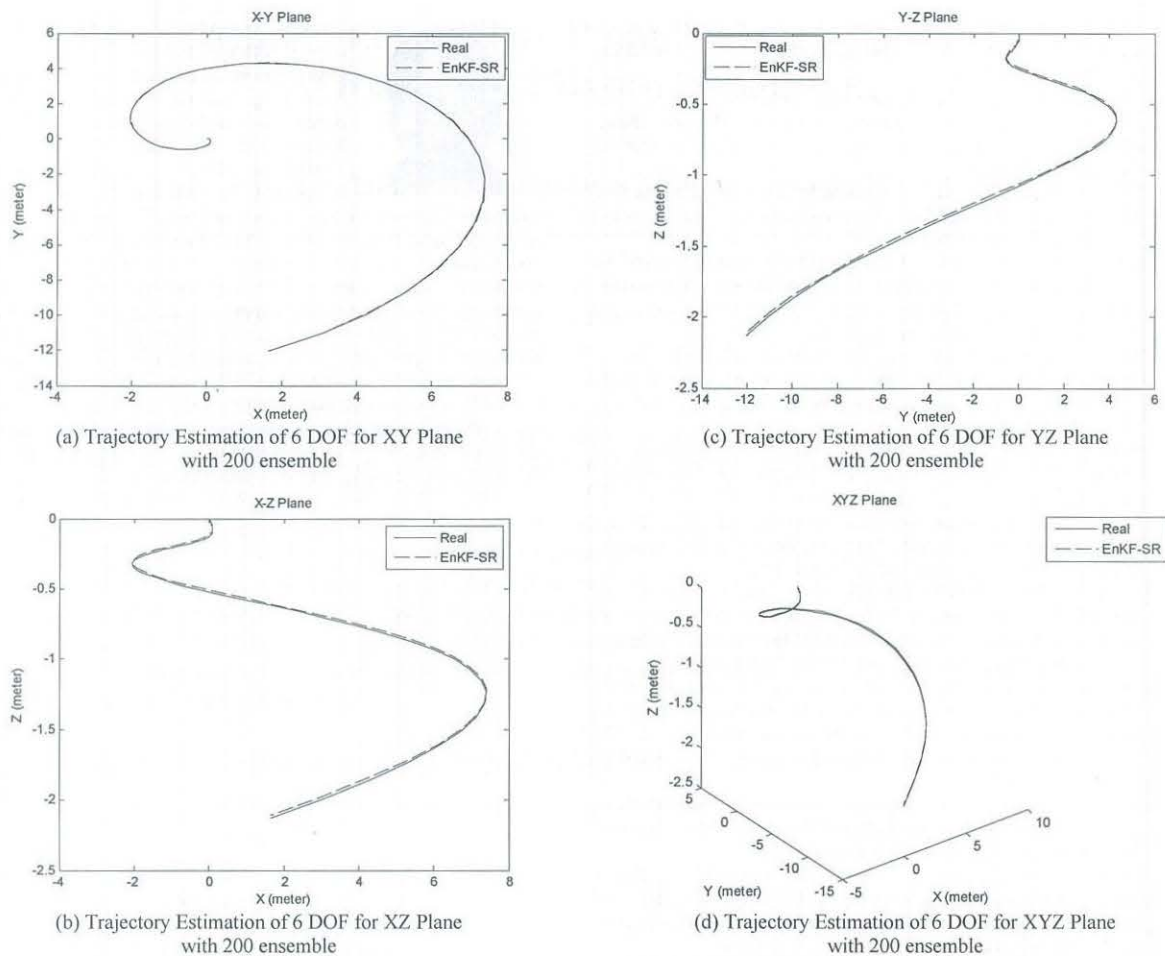 X-Y Plane
6
4
2
0
-2
-4
-6
-8
-10
-12
-14
Y (meter)
Real
EnKF-SR
-4 -2 0 2 4 6 8
X (meter)
(a) Trajectory Estimation of 6 DOF for XY Plane
with 200 ensemble
Y-Z Plane
0
-0.5
-1
-1.5
-2
-2.5
Z (meter)
Real
EnKF-SR
-14 -12 -10 -8 -6 -4 -2 0 2 4 6
Y (meter)
(c) Trajectory Estimation of 6 DOF for YZ Plane
with 200 ensemble
X-Z Plane
0
-0.5
-1
-1.5
-2
-2.5
Z (meter)
Real
EnKF-SR
-4 -2 0 2 4 6 8
X (meter)
(b) Trajectory Estimation of 6 DOF for XZ Plane
with 200 ensemble
XYZ Plane
Real
EnKF-SR
0
-0.5
-1
-1.5
-2
-2.5
Z (meter)
5
0
-5
-10
-15
Y (meter)
-5
0
5
10
X (meter)
(d) Trajectory Estimation of 6 DOF for XYZ Plane
with 200 ensemble